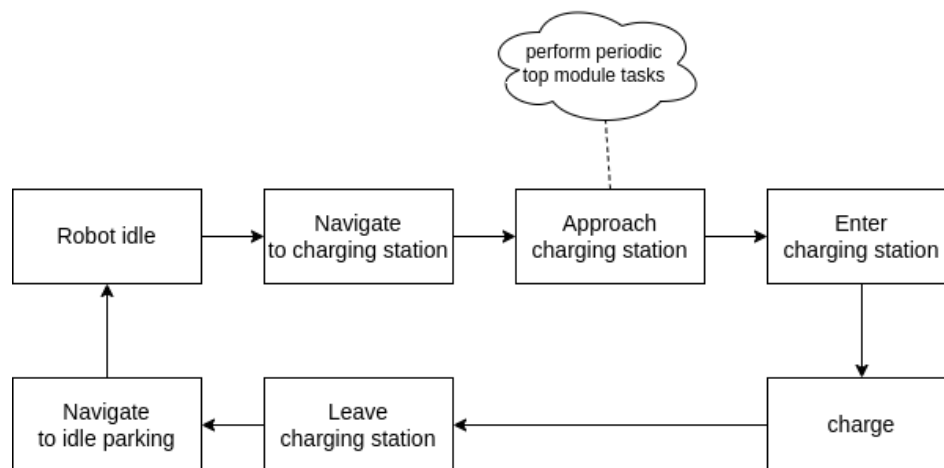 perform periodic
top module tasks
Robot idle
Navigate
to charging station
Approach
charging station
Enter
charging station
Navigate
to idle parking
Leave
charging station
charge